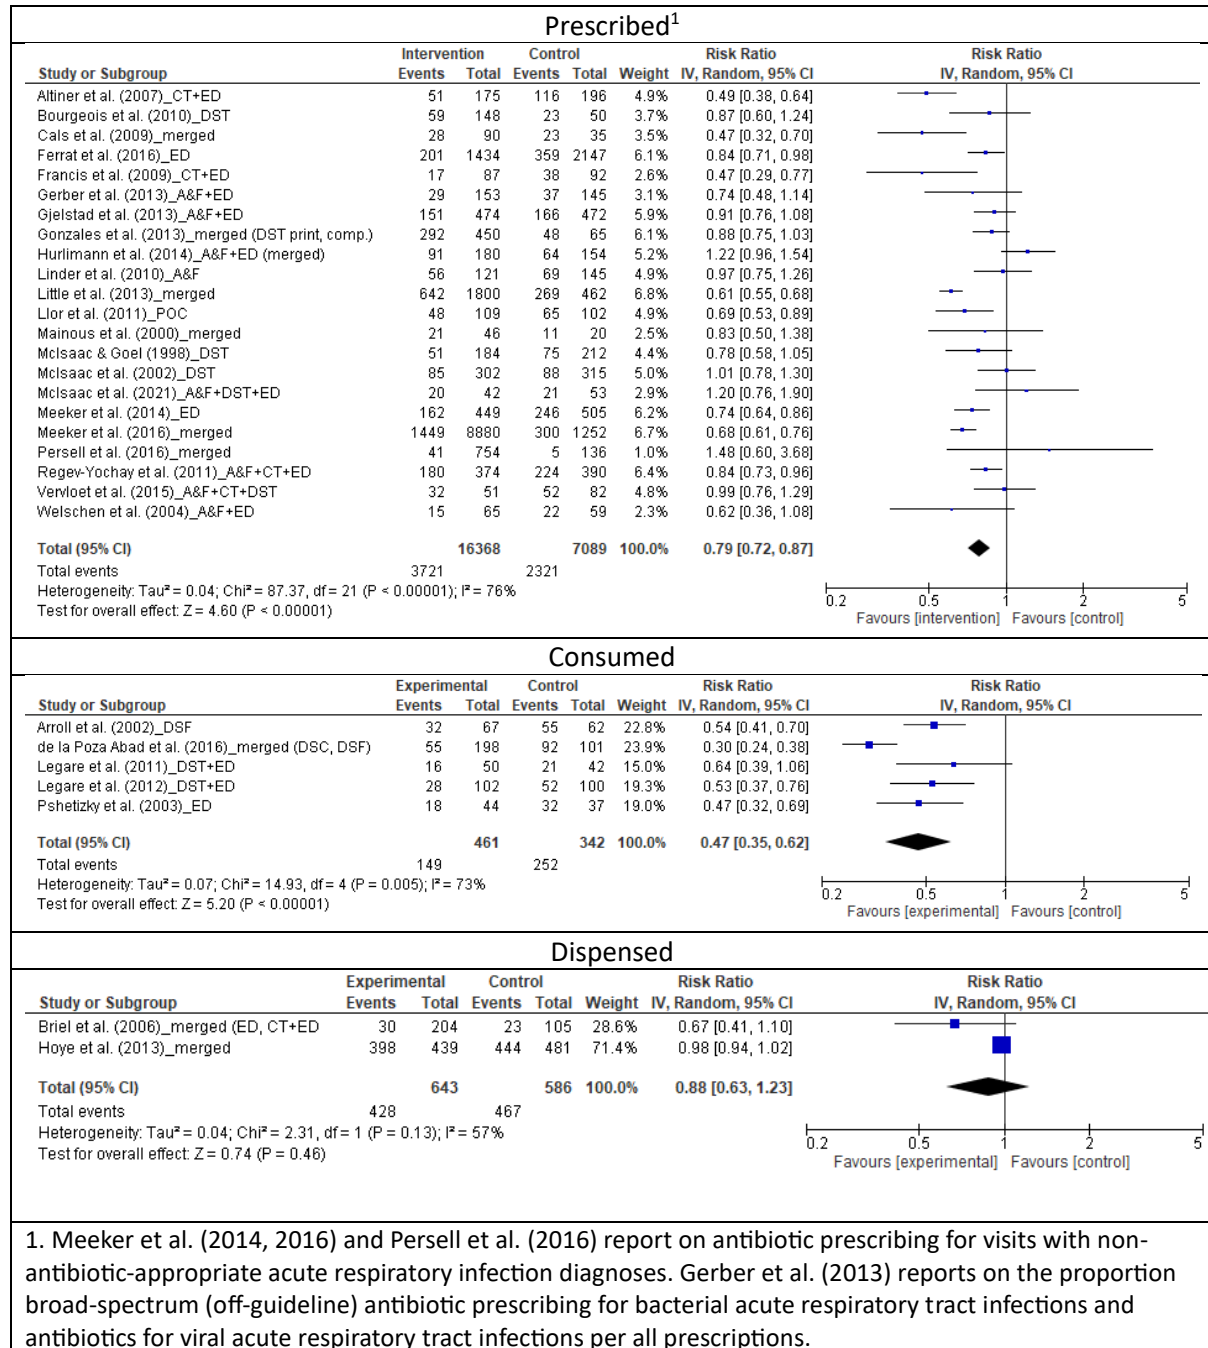 Prescribed1
Intervention Control Risk Ratio Risk Ratio
Study or Subgroup Events Total Events Total Weight IV, Random, 95% CI IV, Random, 95% CI
Altiner et al. (2007)_CT+ED 51 175 116 196 4.9% 0.49 [0.38, 0.64]
Bourgeois et al. (2010)_DST 59 148 23 50 3.7% 0.87 [0.60, 1.24]
Cals et al. (2009)_merged 28 90 23 35 3.5% 0.47 [0.32, 0.70]
Ferrat et al. (2016)_ED 201 1434 359 2147 6.1% 0.84 [0.71, 0.98]
Francis et al. (2009)_CT+ED 17 87 38 92 2.6% 0.47 [0.29, 0.77]
Gerber et al. (2013)_A&F+ED 29 153 37 145 3.0% 0.74 [0.48, 1.14]
Gjelstad et al. (2013)_A&F+ED 151 474 166 472 5.9% 0.91 [0.76, 1.08]
Gonzales et al. (2013)_merged (DST print, comp.) 292 450 48 65 6.1% 0.88 [0.75, 1.03]
Hurlimann et al. (2014)_A&F+ED (merged) 91 180 64 154 5.2% 1.22 [0.96, 1.54]
Linder et al. (2010)_A&F 56 121 69 145 4.9% 0.97 [0.75, 1.26]
Little et al. (2013)_merged 642 1800 269 462 6.8% 0.61 [0.55, 0.68]
Llor et al. (2011)_POC 48 109 65 102 4.9% 0.69 [0.53, 0.89]
Mainous et al. (2000)_merged 21 46 11 20 2.5% 0.83 [0.50, 1.38]
McIsaac & Goel (1998)_DST 51 184 75 212 4.4% 0.78 [0.58, 1.05]
McIsaac et al. (2002)_DST 85 302 88 315 5.0% 1.01 [0.78, 1.30]
McIsaac et al. (2021)_A&F+DST+ED 20 42 21 53 2.9% 1.20 [0.76, 1.90]
Meeker et al. (2014)_ED 162 449 246 505 6.2% 0.74 [0.64, 0.86]
Meeker et al. (2016)_merged 1449 8880 300 1252 6.7% 0.68 [0.61, 0.76]
Persell et al. (2016)_merged 41 754 5 136 1.0% 1.48 [0.60, 3.68]
Regev-Yochay et al. (2011)_A&F+CT+ED 180 374 224 390 6.4% 0.84 [0.73, 0.96]
Vervloet et al. (2015)_A&F+CT+DST 32 51 52 82 4.8% 0.99 [0.76, 1.29]
Welschen et al. (2004)_A&F+ED 15 65 22 59 2.3% 0.62 [0.36, 1.08]
Total (95% CI) 16368 7089 100.0% 0.79 [0.72, 0.87]
Total events 3721 2321
Heterogeneity: Tau² = 0.04; Chi² = 87.37, df = 21 (P < 0.00001); I² = 76%
Test for overall effect: Z = 4.60 (P < 0.00001)
0.2 0.5 1 2 5
Favours [intervention] Favours [control]
Consumed
Experimental Control Risk Ratio Risk Ratio
Study or Subgroup Events Total Events Total Weight IV, Random, 95% CI IV, Random, 95% CI
Arroll et al. (2002)_DSF 32 67 55 62 22.8% 0.54 [0.41, 0.70]
de la Poza Abad et al. (2016)_merged (DSC, DSF) 55 198 92 101 23.9% 0.30 [0.24, 0.38]
Legare et al. (2011)_DST+ED 16 50 21 42 15.0% 0.64 [0.39, 1.06]
Legare et al. (2012)_DST+ED 28 102 52 100 19.3% 0.53 [0.37, 0.76]
Pshetizky et al. (2003)_ED 18 44 32 37 19.0% 0.47 [0.32, 0.69]
Total (95% CI) 461 342 100.0% 0.47 [0.35, 0.62]
Total events 149 252
Heterogeneity: Tau² = 0.07; Chi² = 14.93, df = 4 (P = 0.005); I² = 73%
Test for overall effect: Z = 5.20 (P < 0.00001)
0.2 0.5 1 2 5
Favours [experimental] Favours [control]
Dispensed
Experimental Control Risk Ratio Risk Ratio
Study or Subgroup Events Total Events Total Weight IV, Random, 95% CI IV, Random, 95% CI
Briel et al. (2006)_merged (ED, CT+ED 30 204 23 105 28.6% 0.67 [0.41, 1.10]
Hoye et al. (2013)_merged 398 439 444 481 71.4% 0.98 [0.94, 1.02]
Total (95% CI) 643 586 100.0% 0.88 [0.63, 1.23]
Total events 428 467
Heterogeneity: Tau² = 0.04; Chi² = 2.31, df = 1 (P = 0.13); I² = 57%
Test for overall effect: Z = 0.74 (P = 0.46)
0.2 0.5 1 2 5
Favours [experimental] Favours [control]
1. Meeker et al. (2014, 2016) and Persell et al. (2016) report on antibiotic prescribing for visits with non-
antibiotic-appropriate acute respiratory infection diagnoses. Gerber et al. (2013) reports on the proportion
broad-spectrum (off-guideline) antibiotic prescribing for bacterial acute respiratory tract infections and
antibiotics for viral acute respiratory tract infections per all prescriptions.